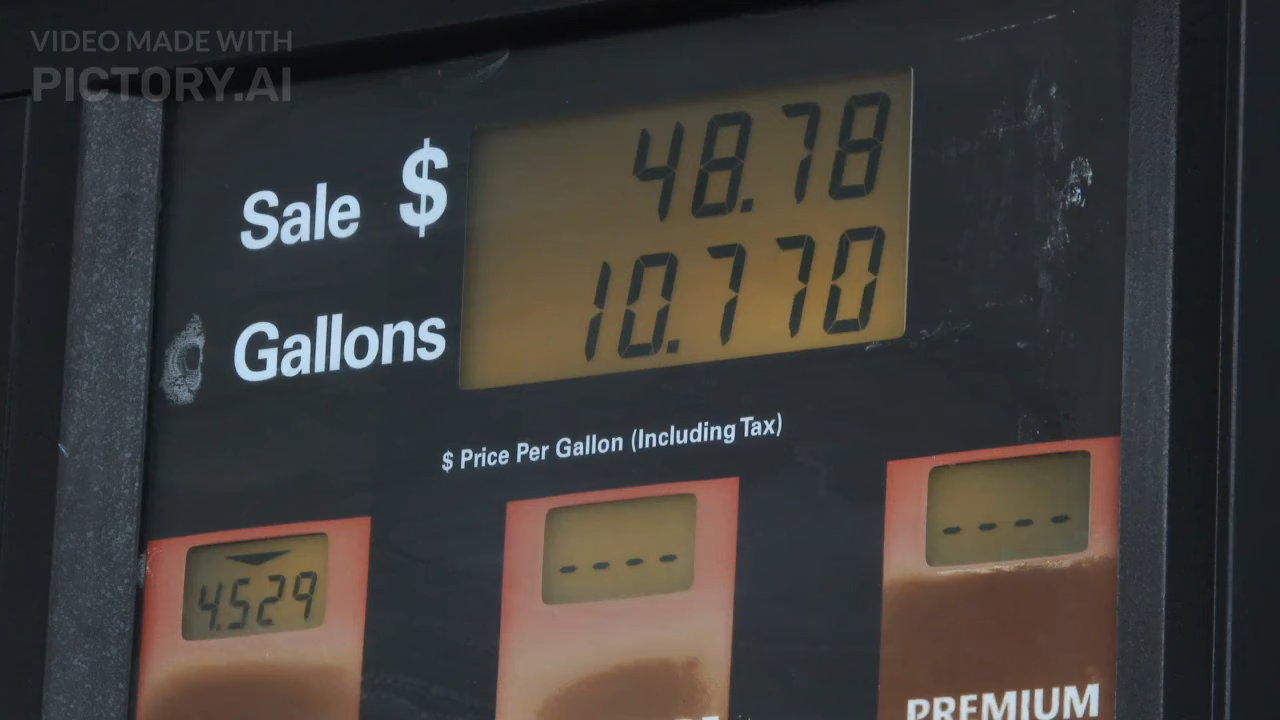 VIDEO MADE WITH
PICTORY.AI
Sale $ 48.78
Gallons 10.770
$ Price Per Gallon (Including Tax)
4.529
- - - -
- - - -
PREMIUM